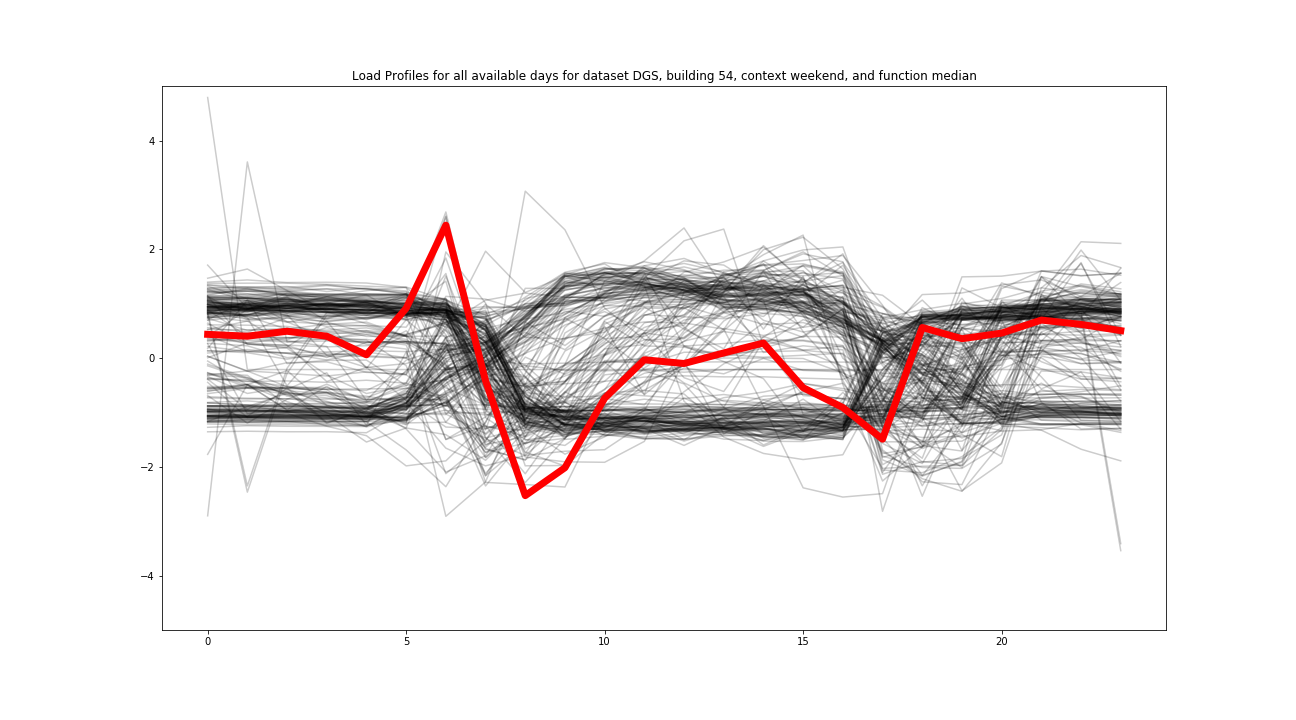 Load Profiles for all available days for dataset DGS, building 54, context weekend, and function median
4
2
0
−2
−4
0 5 10 15 20